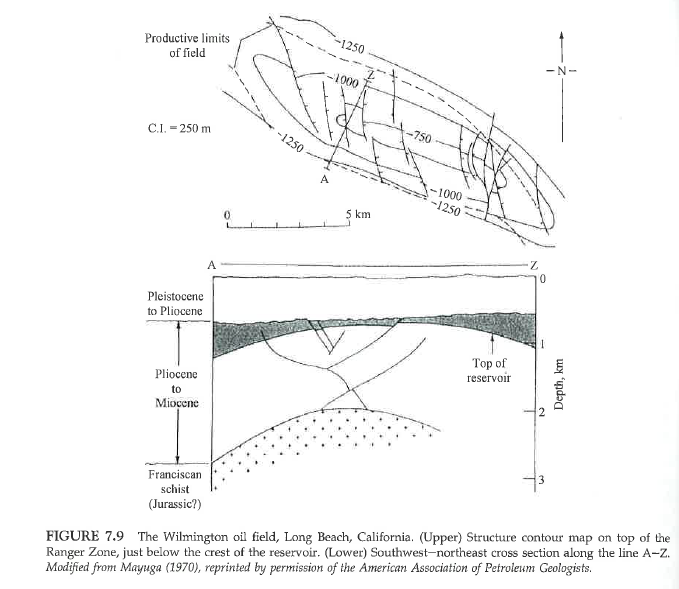 Productive limits
of field
-1250
-N-
-1000
Z
C.I. = 250 m
-750
-1250
A
-1000
-1250
0
5 km
A
Z
0
Pleistocene
to Pliocene
1
Top of
reservoir
Depth, km
Pliocene
to
Miocene
2
Franciscan
schist
(Jurassic?)
3
FIGURE 7.9 The Wilmington oil field, Long Beach, California. (Upper) Structure contour map on top of the
Ranger Zone, just below the crest of the reservoir. (Lower) Southwest—northeast cross section along the line A–Z.
Modified from Mayuga (1970), reprinted by permission of the American Association of Petroleum Geologists.